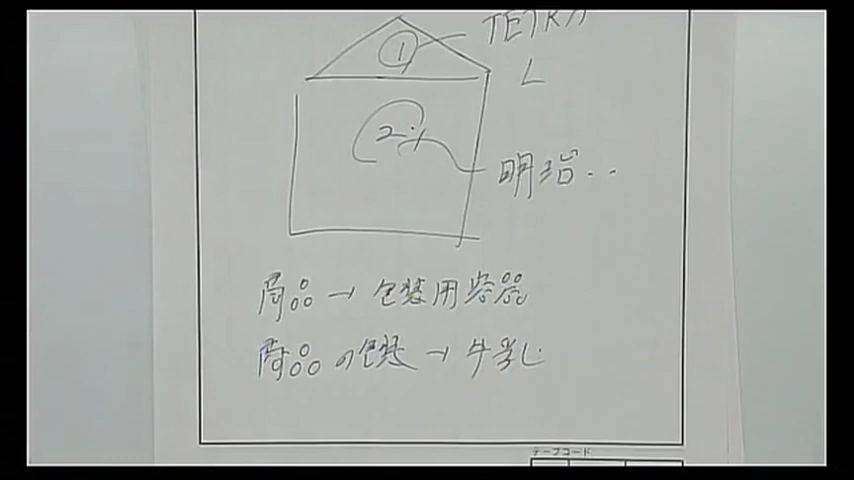 1 TETRA
L
2
明治‥
商品 → 包装用容器
商品の包装 → 牛乳
テープコード